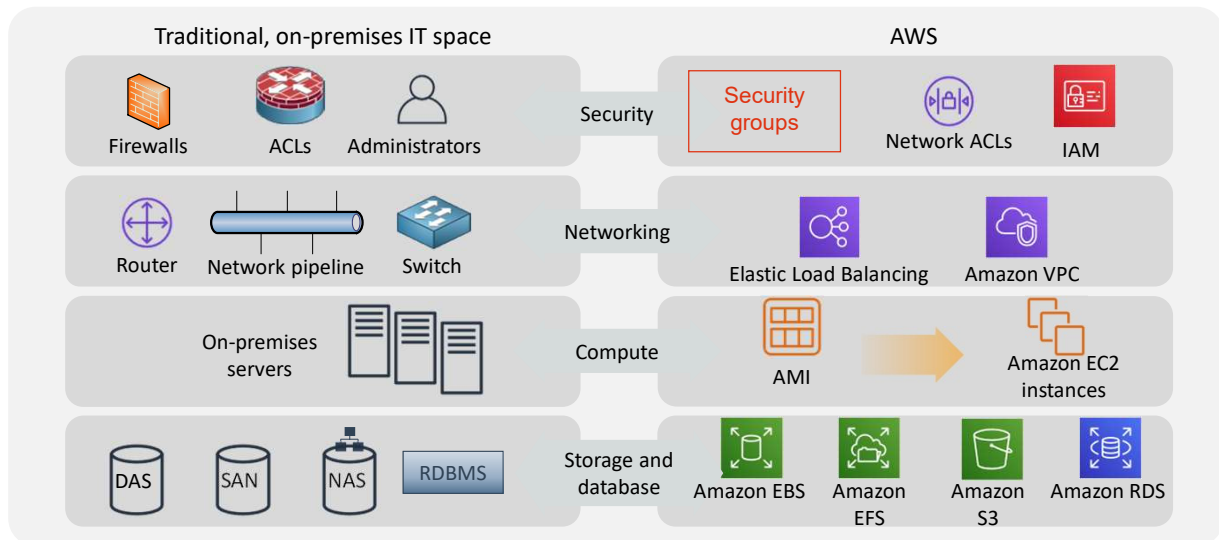 Traditional, on-premises IT space
AWS
Firewalls
ACLs
Administrators
Security
Security
groups
Network ACLs
IAM
Router
Network pipeline
Switch
Networking
Elastic Load Balancing
Amazon VPC
On-premises
servers
Compute
AMI
Amazon EC2
instances
DAS
SAN
NAS
RDBMS
Storage and
database
Amazon EBS
Amazon
EFS
Amazon
S3
Amazon RDS